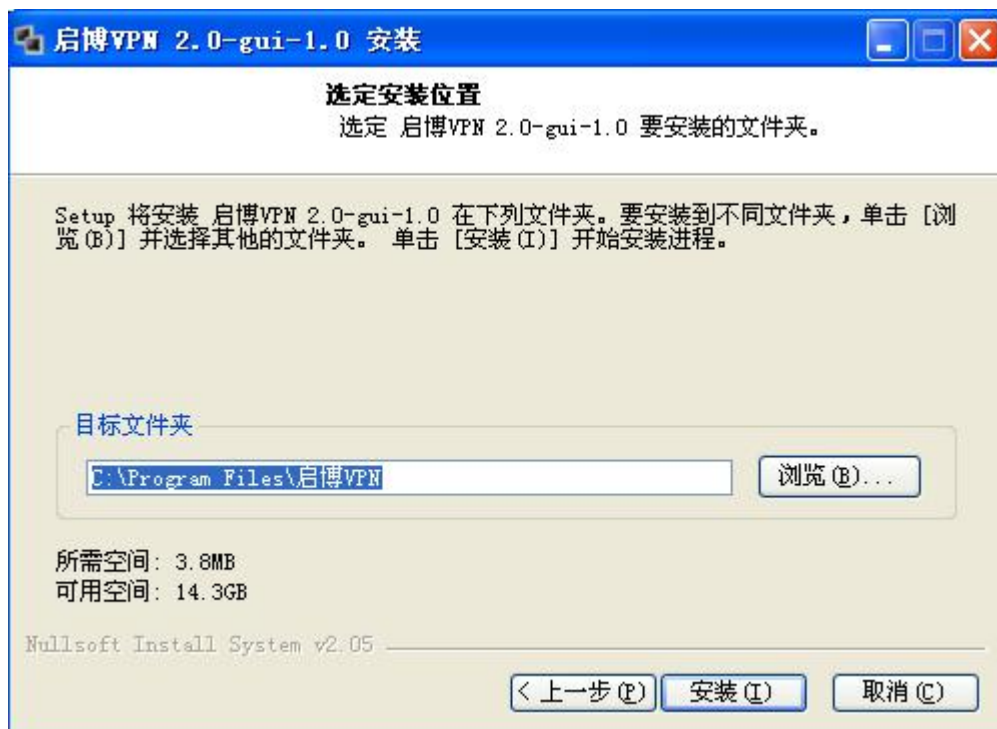 启博VPN 2.0-gui-1.0 安装
选定安装位置
选定 启博VPN 2.0-gui-1.0 要安装的文件夹。
Setup 将安装 启博VPN 2.0-gui-1.0 在下列文件夹。要安装到不同文件夹，单击 [浏
览(B)] 并选择其他的文件夹。 单击 [安装(I)] 开始安装进程。
目标文件夹
C:\Program Files\启博VPN
浏览(B)...
所需空间: 3.8MB
可用空间: 14.3GB
Nullsoft Install System v2.05
< 上一步(P) 安装(I) 取消(C)